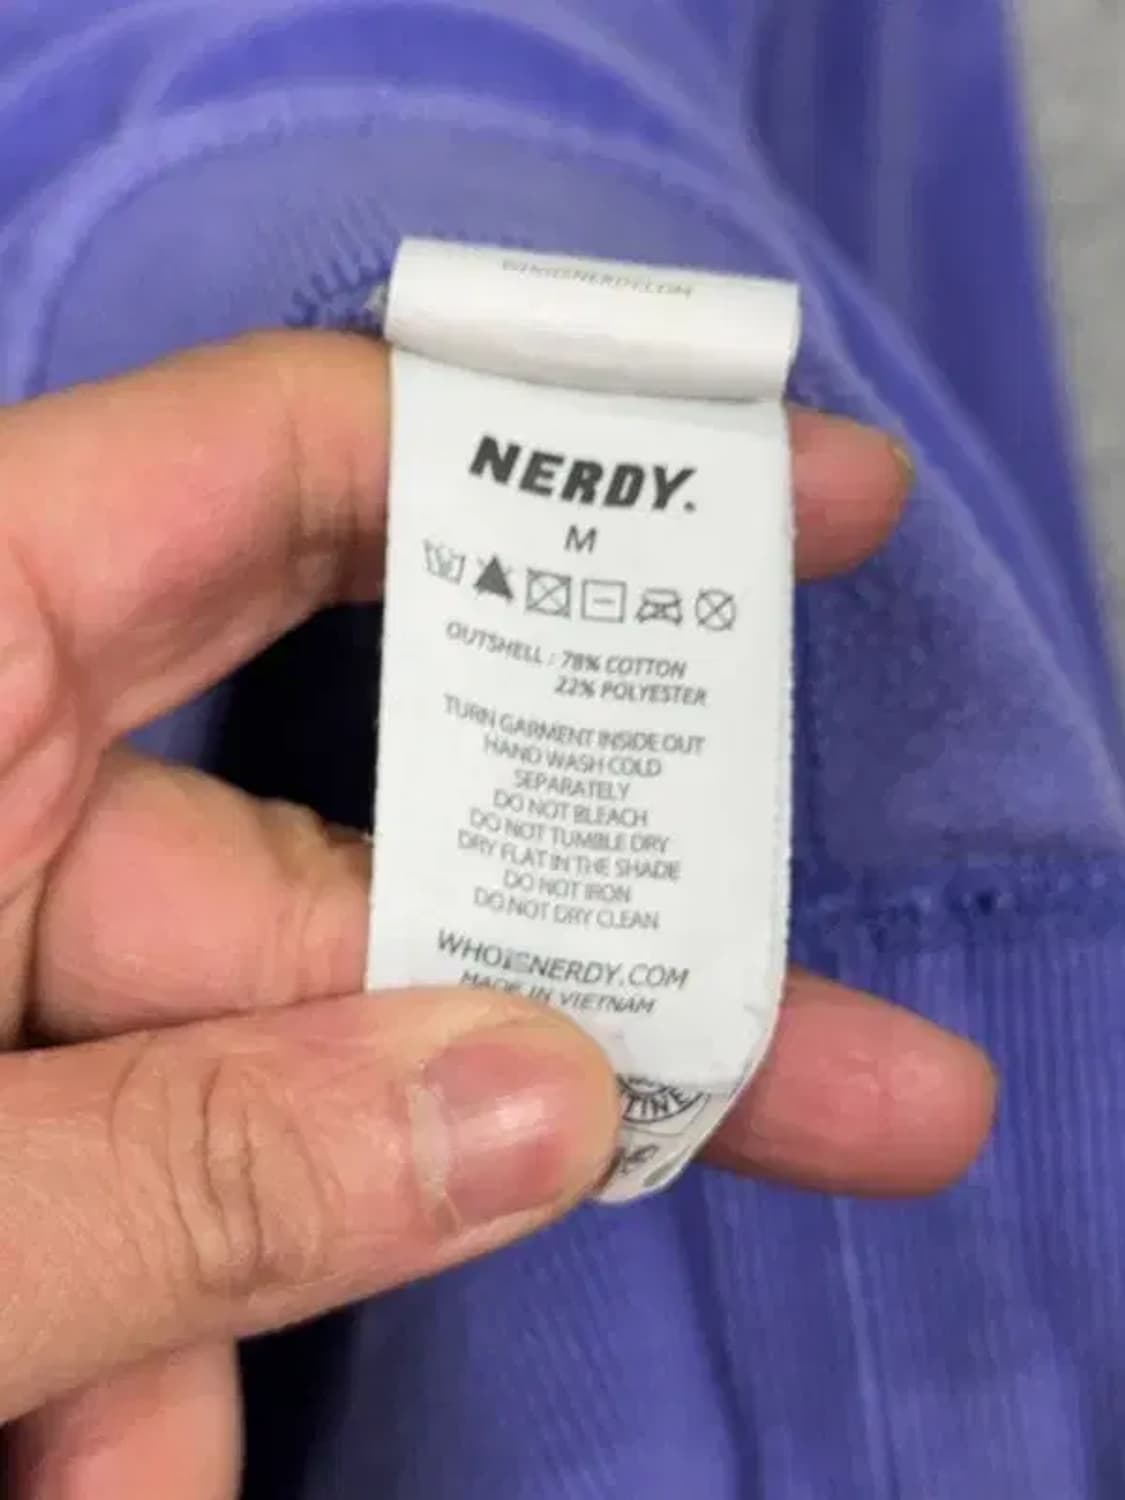 NERDY.
M
OUTSHELL : 78% COTTON
22% POLYESTER
TURN GARMENT INSIDE OUT
HAND WASH COLD
SEPARATELY
DO NOT BLEACH
DO NOT TUMBLE DRY
DRY FLAT IN THE SHADE
DO NOT IRON
DO NOT DRY CLEAN
WHOISNERDY.COM
MADE IN VIETNAM